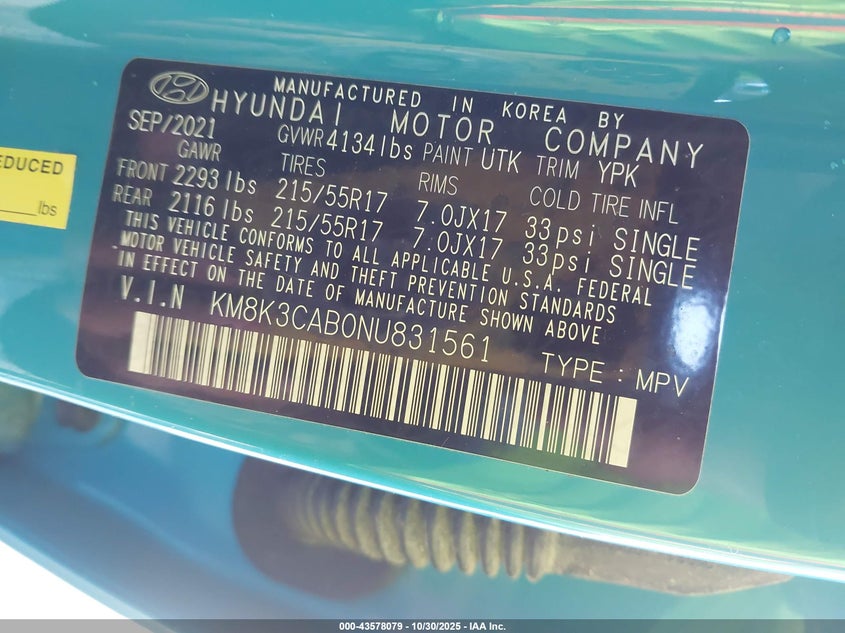 MANUFACTURED IN KOREA BY
HYUNDAI MOTOR COMPANY
SEP/2021 GVWR 4134 lbs PAINT UTK TRIM YPK
GAWR TIRES RIMS COLD TIRE INFL
FRONT 2293 lbs 215/55R17 7.0JX17 33psi SINGLE
REAR 2116 lbs 215/55R17 7.0JX17 33psi SINGLE
THIS VEHICLE CONFORMS TO ALL APPLICABLE U.S.A. FEDERAL
MOTOR VEHICLE SAFETY AND THEFT PREVENTION STANDARDS
IN EFFECT ON THE DATE OF MANUFACTURE SHOWN ABOVE
V.I.N KM8K3CAB0NU831561
TYPE : MPV
EDUCED
lbs
000-43578079 - 10/30/2025 - IAA Inc.